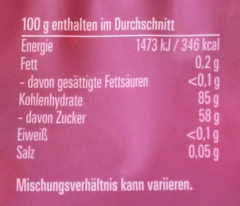 100 g enthalten im Durchschnitt
Energie 1473 kJ / 346 kcal
Fett 0,2 g
- davon gesättigte Fettsäuren <0,1 g
Kohlenhydrate 85 g
- davon Zucker 58 g
Eiweiß <0,1 g
Salz 0,05 g
Mischungsverhältnis kann variieren.